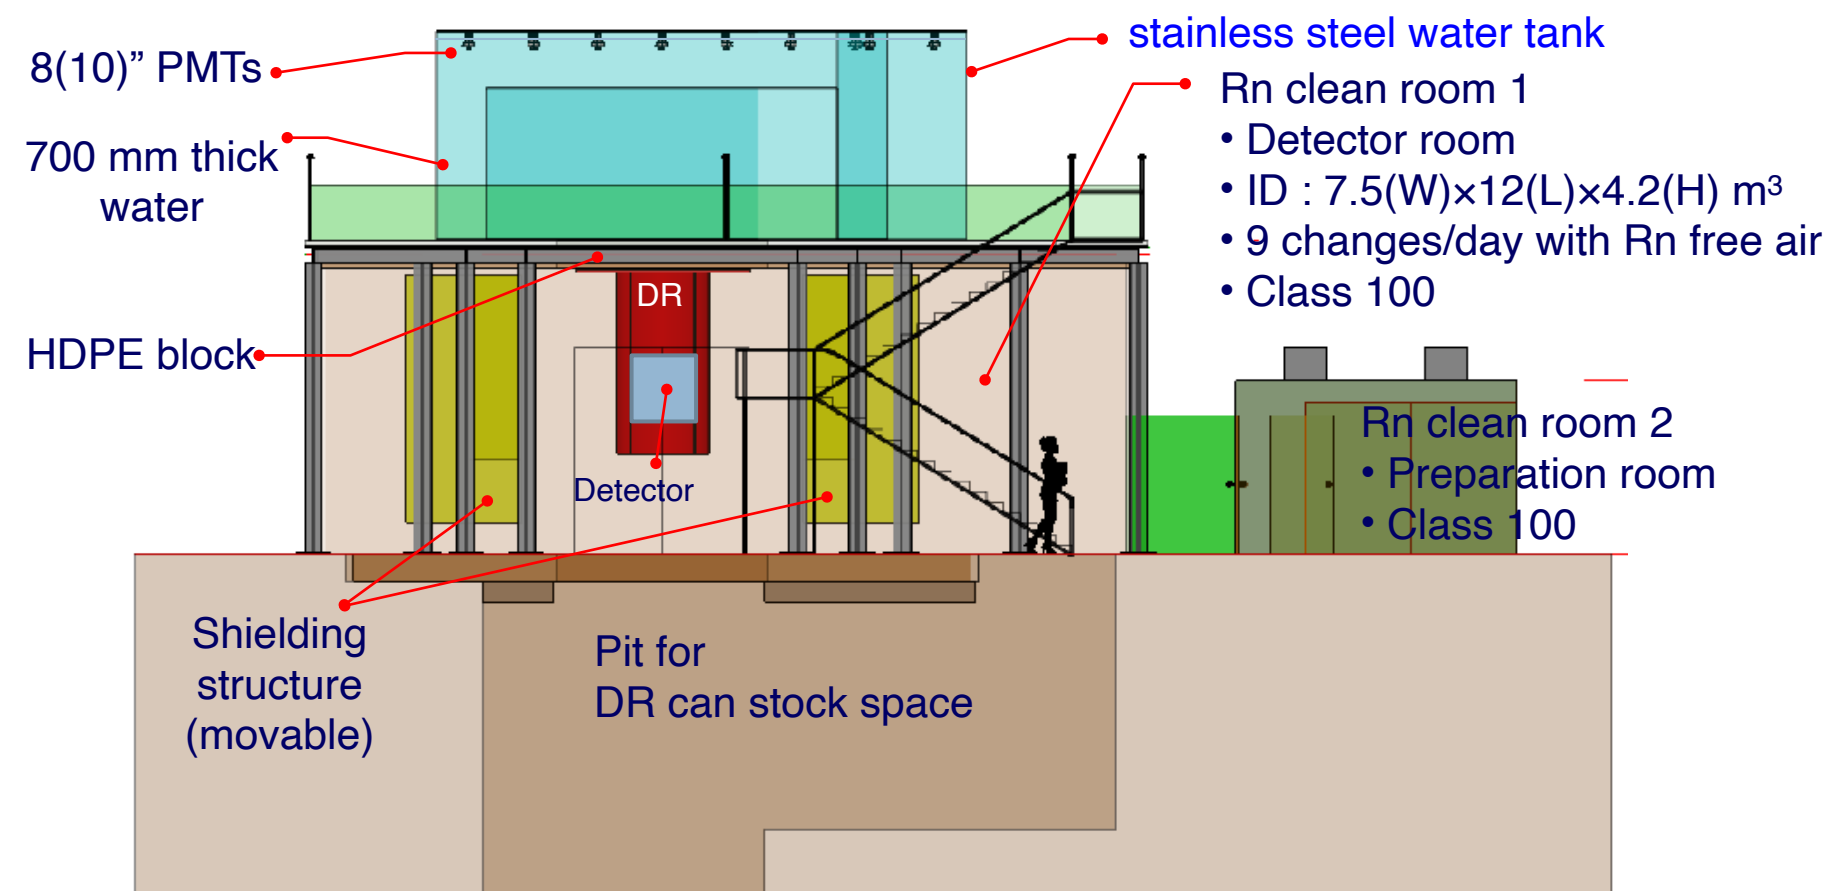 8(10)” PMTs
700 mm thick
water
HDPE block
stainless steel water tank
Rn clean room 1
• Detector room
• ID : 7.5(W)×12(L)×4.2(H) m³
• 9 changes/day with Rn free air
• Class 100
DR
Detector
Rn clean room 2
• Preparation room
• Class 100
Shielding
structure
(movable)
Pit for
DR can stock space